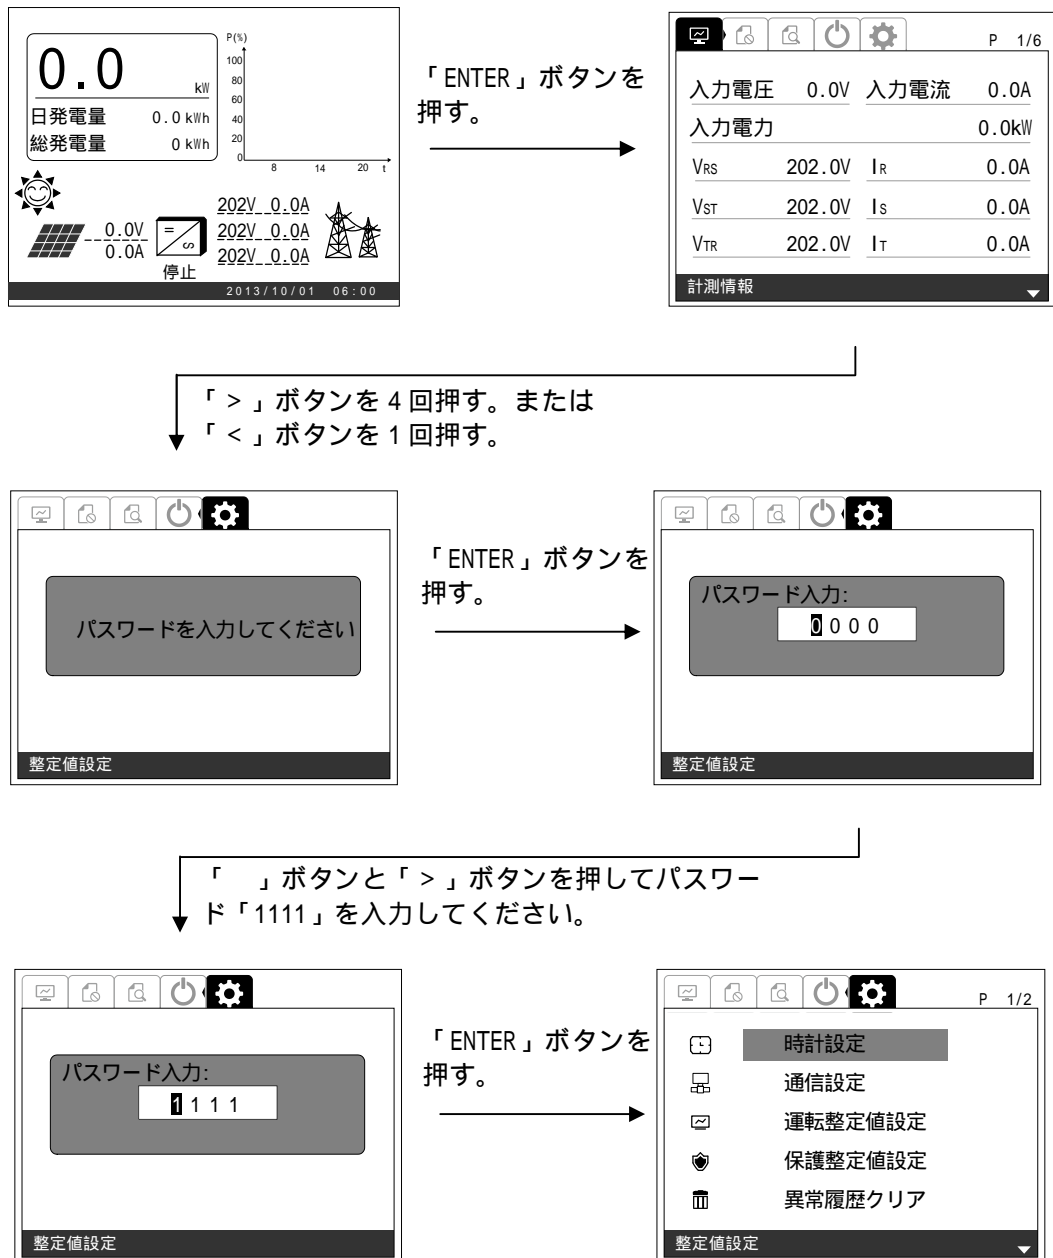 0.0 kW
日発電量 0.0 kWh
総発電量 0 kWh
P(%)
100
80
60
40
20
0
8 14 20 t
0.0V
0.0A
停止
202V 0.0A
202V 0.0A
202V 0.0A
2013/10/01 06:00
「ENTER」ボタンを
押す。
P 1/6
入力電圧 0.0V 入力電流 0.0A
入力電力 0.0kW
VRS 202.0V IR 0.0A
VST 202.0V IS 0.0A
VTR 202.0V IT 0.0A
計測情報
「>」ボタンを4回押す。または
「<」ボタンを1回押す。
パスワードを入力してください
整定値設定
「ENTER」ボタンを
押す。
パスワード入力:
0 0 0 0
整定値設定
「 」ボタンと「>」ボタンを押してパスワー
ド「1111」を入力してください。
パスワード入力:
1 1 1 1
整定値設定
「ENTER」ボタンを
押す。
P 1/2
時計設定
通信設定
運転整定値設定
保護整定値設定
異常履歴クリア
整定値設定